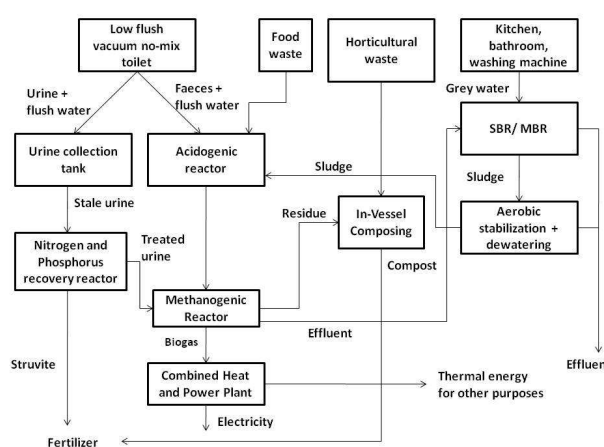 Low flush
vacuum no-mix
toilet
Food
waste
Horticultural
waste
Kitchen,
bathroom,
washing machine
Urine +
flush water
Faeces +
flush water
Grey water
Urine collection
tank
Acidogenic
reactor
SBR/ MBR
Sludge
Sludge
Stale urine
In-Vessel
Composing
Aerobic
stabilization +
dewatering
Residue
Nitrogen and
Phosphorus
recovery reactor
Treated
urine
Compost
Methanogenic
Reactor
Effluent
Biogas
Struvite
Combined Heat
and Power Plant
Thermal energy
for other purposes
Effluen
Electricity
Fertilizer